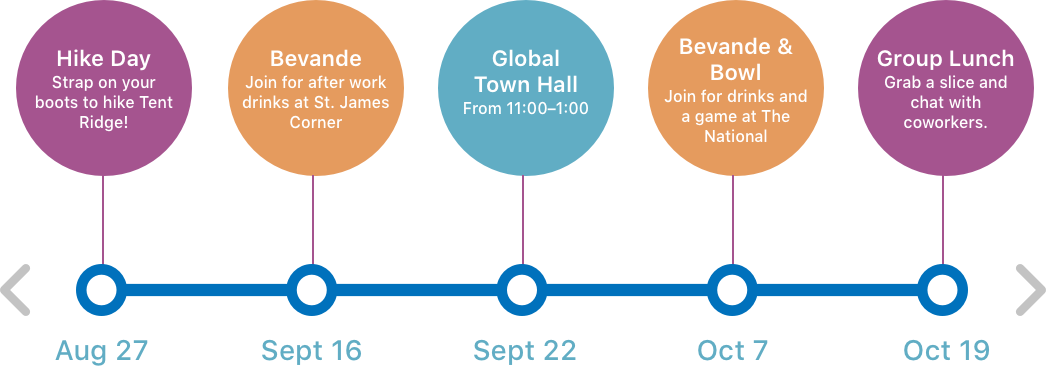 Hike Day
Strap on your
boots to hike Tent
Ridge!
Bevande
Join for after work
drinks at St. James
Corner
Global
Town Hall
From 11:00–1:00
Bevande &
Bowl
Join for drinks and
a game at The
National
Group Lunch
Grab a slice and
chat with
coworkers.
Aug 27
Sept 16
Sept 22
Oct 7
Oct 19